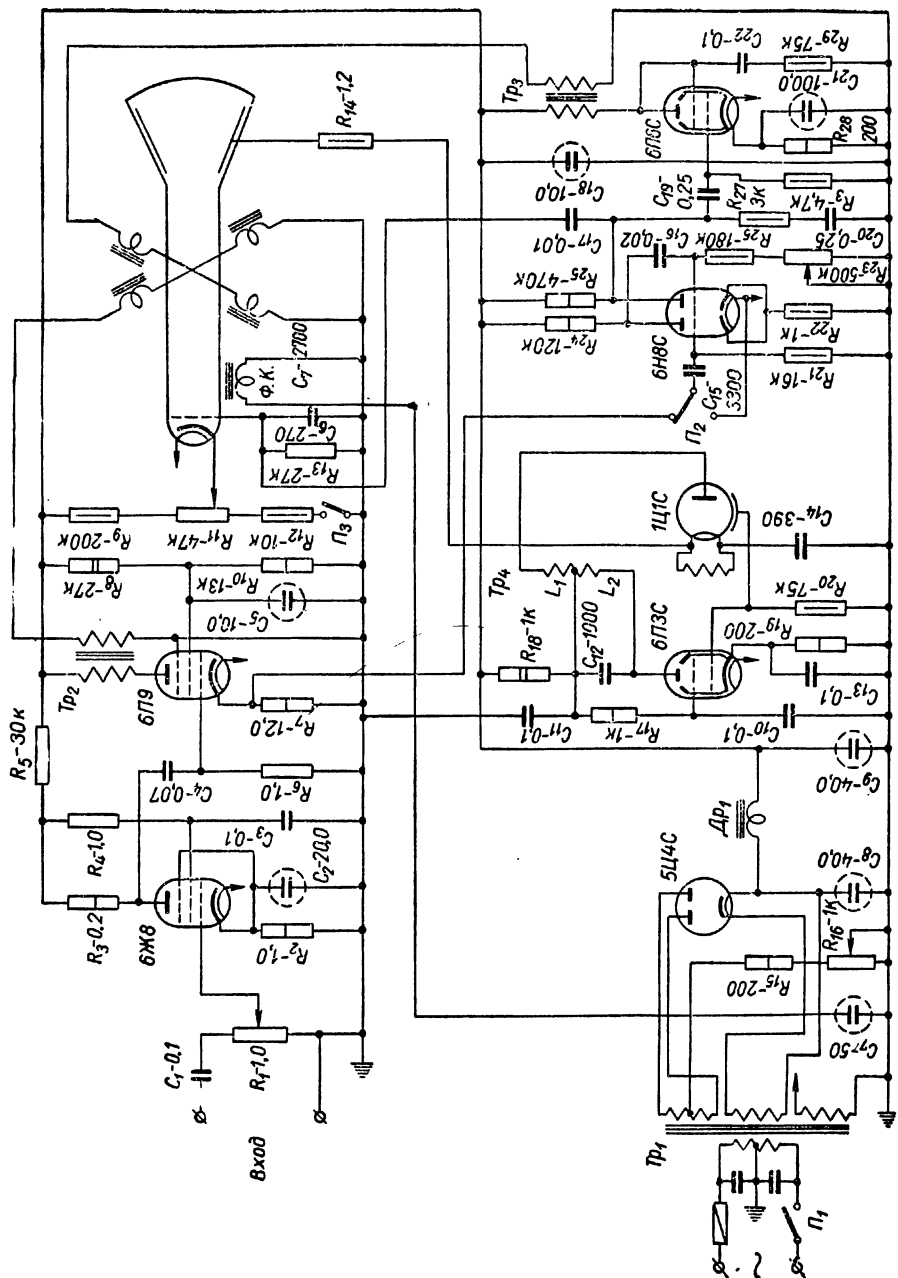 R₅-30к
R₄-1,0
R₃-0,2
6Ж8
C₁-0,1
R₁-1,0
Вход
R₂-1,0
C₂-20,0
C₃-0,1
C₄-0,07
R₆-1,0
Тр₂
6П9
R₇-12,0
C₅-10,0
R₈-27к
R₁₀-13к
R₉-200к
R₁₁-47к
R₁₂-10к
П₃
R₁₃-27к
C₆-270
Ф.К.
C₇-2700
R₁₄-1,2
Тр₁
П₁
~
5Ц4С
C₇-50
R₁₅-200
R₁₆-1к
C₈-40,0
Др₁
C₉-40,0
C₁₀-0,1
R₁₇-1к
C₁₁-0,1
R₁₈-1к
C₁₂-1000
Тр₄
L₁
L₂
6П3С
C₁₃-0,1
R₁₉-200
R₂₀-75к
1Ц1С
C₁₄-390
П₂
C₁₅-
3300
6Н8С
R₂₁-16к
R₂₂-1к
R₂₃-500к
R₂₄-120к
R₂₅-470к
C₁₆-0,02
R₂₅-180к
C₁₇-0,01
C₁₈-10,0
C₁₉-
0,25
R₂₇
3к
C₂₀-0,25
R₃-4,7к
Тр₃
6П6С
R₂₈
200
C₂₁-100,0
R₂₉-75к
C₂₂-0,1